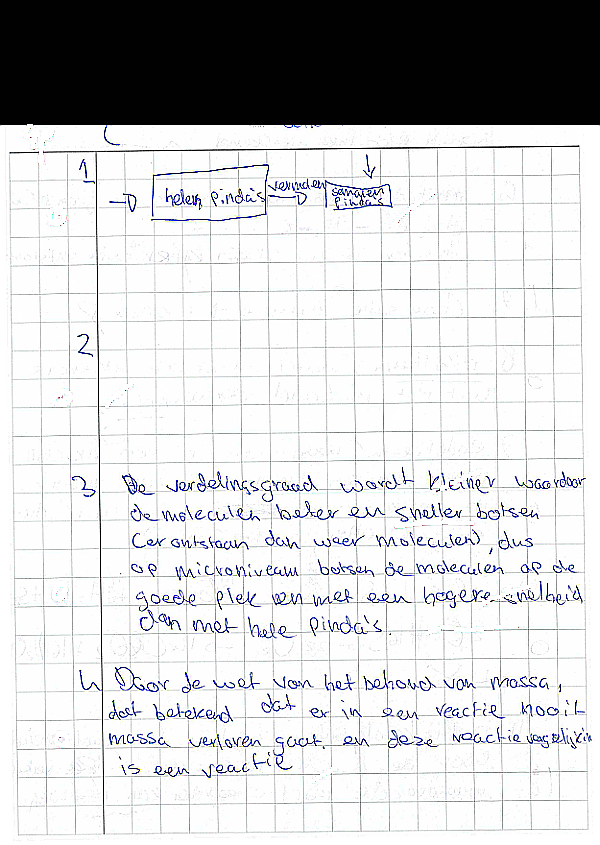 1
helen pinda's vermalen gemalen
pinda's
2
3 De verdelingsgraad wordt kleiner waardoor
de moleculen beter en sneller botsen
(er ontstaan dan weer moleculen), dus
op microniveau botsen de moleculen op de
goede plek en met een hogere snelheid
dan met hele pinda's.
4 Door de wet van het behoud van massa,
dat betekend dat er in een reactie nooit
massa verloren gaat. en deze reactievergelijkin
is een reactie